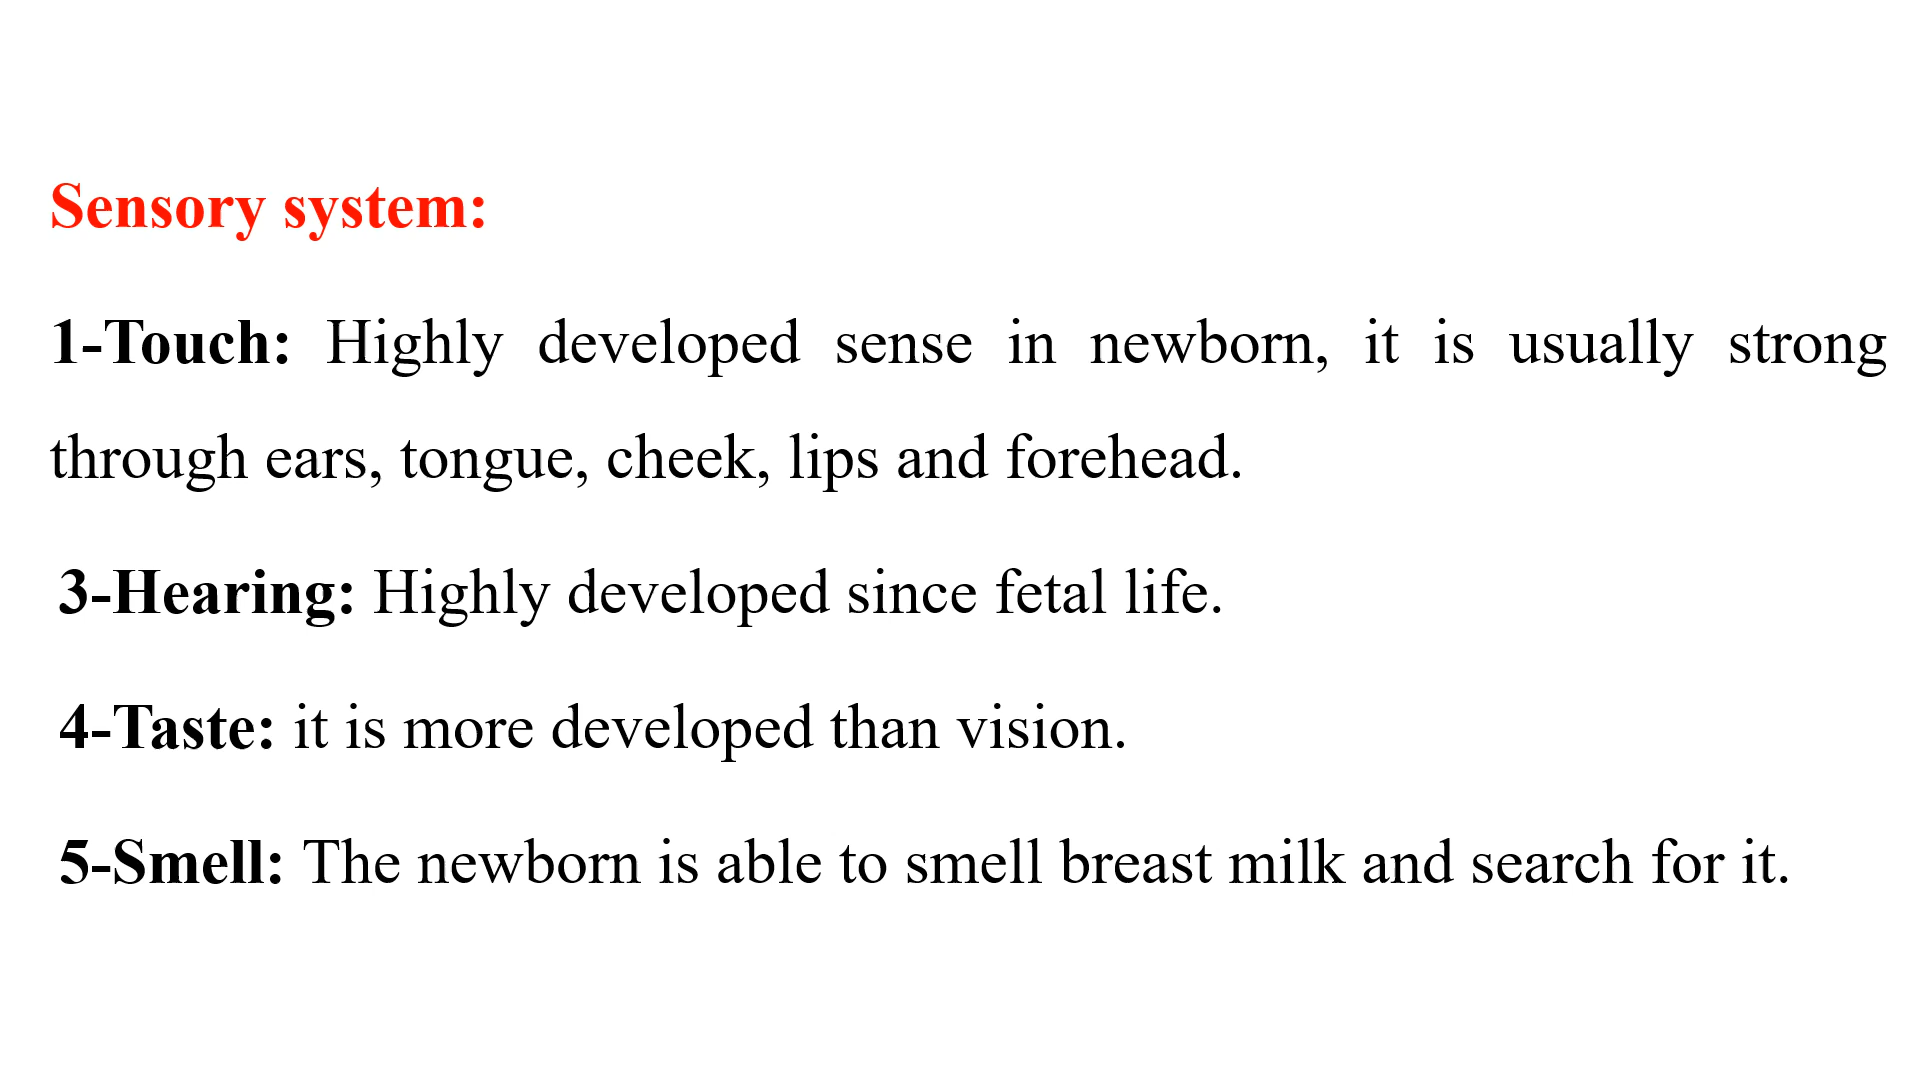 Sensory system:
1-Touch: Highly developed sense in newborn, it is usually strong
through ears, tongue, cheek, lips and forehead.
3-Hearing: Highly developed since fetal life.
4-Taste: it is more developed than vision.
5-Smell: The newborn is able to smell breast milk and search for it.